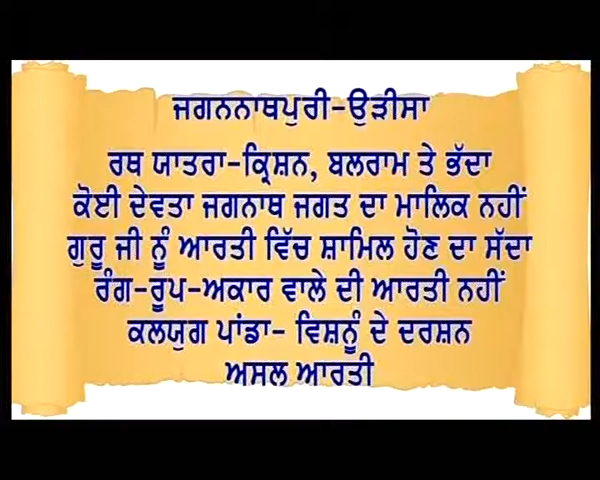 ਜਗਨਨਾਥਪੁਰੀ-ਉੜੀਸਾ
ਰਥ ਯਾਤਰਾ-ਕ੍ਰਿਸ਼ਨ, ਬਲਰਾਮ ਤੇ ਭੱਦਾ
ਕੋਈ ਦੇਵਤਾ ਜਗਨਾਥ ਜਗਤ ਦਾ ਮਾਲਿਕ ਨਹੀਂ
ਗੁਰੂ ਜੀ ਨੂੰ ਆਰਤੀ ਵਿੱਚ ਸ਼ਾਮਿਲ ਹੋਣ ਦਾ ਸੱਦਾ
ਰੰਗ-ਰੂਪ-ਅਕਾਰ ਵਾਲੇ ਦੀ ਆਰਤੀ ਨਹੀਂ
ਕਲਯੁਗ ਪਾਂਡਾ- ਵਿਸ਼ਨੂੰ ਦੇ ਦਰਸ਼ਨ
ਅਸਲ ਆਰਤੀ